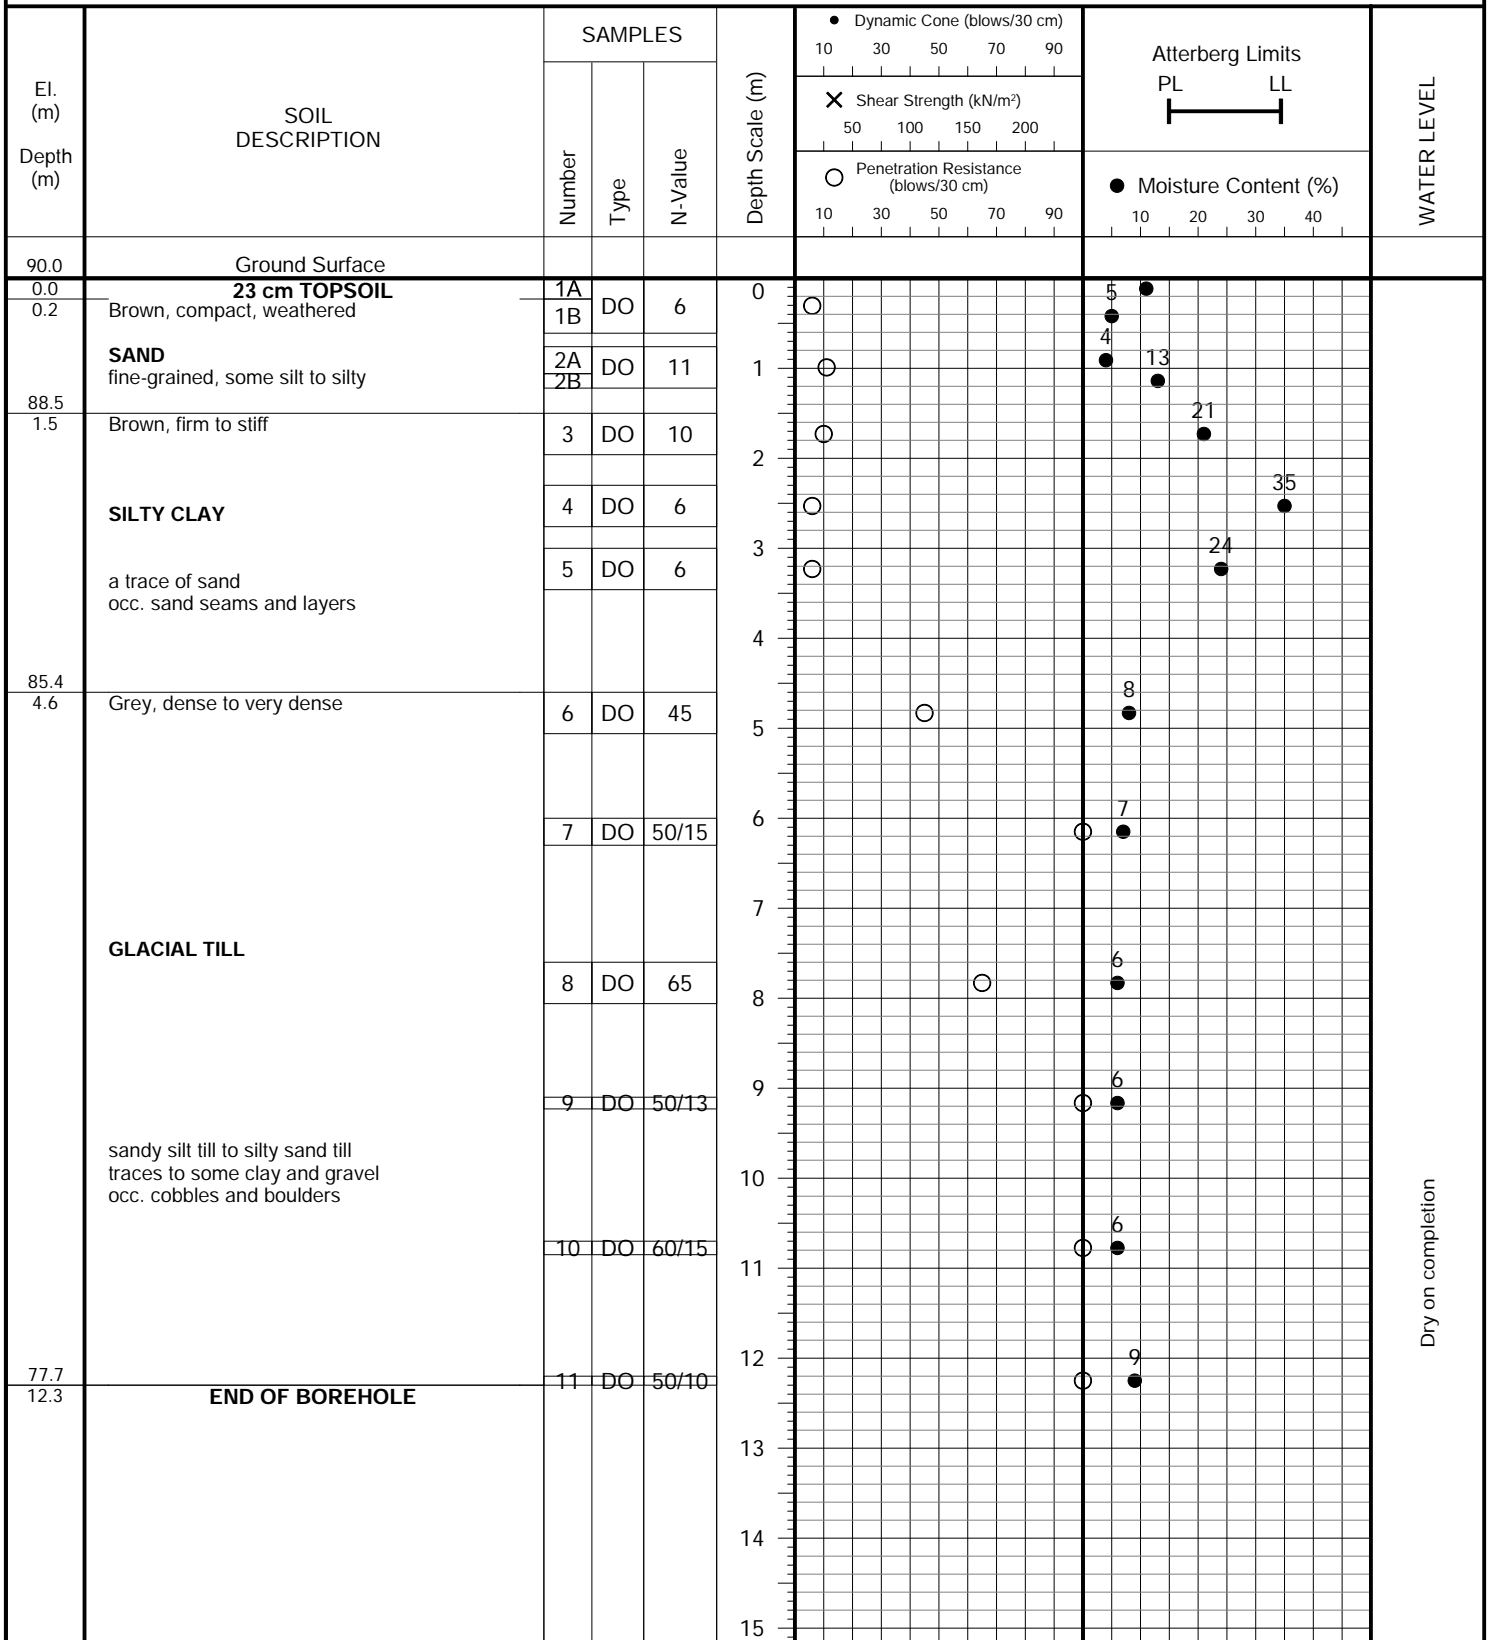 El.
(m)
Depth
(m)
SOIL
DESCRIPTION
SAMPLES
Number
Type
N-Value
Depth Scale (m)
Dynamic Cone (blows/30 cm)
10 30 50 70 90
Shear Strength (kN/m²)
50 100 150 200
Penetration Resistance
(blows/30 cm)
10 30 50 70 90
Atterberg Limits
PL LL
Moisture Content (%)
10 20 30 40
WATER LEVEL
90.0 Ground Surface
0.0 23 cm TOPSOIL 1A 0
0.2 Brown, compact, weathered 1B DO 6 5
4
SAND 2A DO 11 13
fine-grained, some silt to silty 2B 1
88.5
1.5 Brown, firm to stiff 21
3 DO 10
2
35
SILTY CLAY 4 DO 6
3 24
5 DO 6
a trace of sand
occ. sand seams and layers
4
85.4
4.6 Grey, dense to very dense 8
6 DO 45
5
6 7
7 DO 50/15
7
GLACIAL TILL 6
8 DO 65
8
9 6
9 DO 50/13
sandy silt till to silty sand till
traces to some clay and gravel 10
occ. cobbles and boulders
6
10 DO 60/15
11
Dry on completion
12 9
77.7
11 DO 50/10
12.3 END OF BOREHOLE
13
14
15